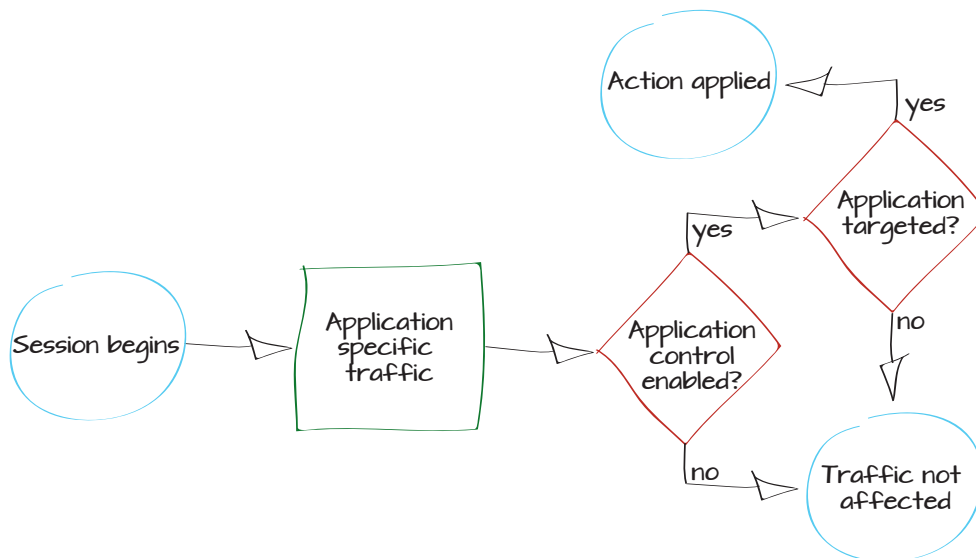 Action applied
yes
Application
targeted?
yes
no
Session begins
Application
specific
traffic
Application
control
enabled?
no
Traffic not
affected